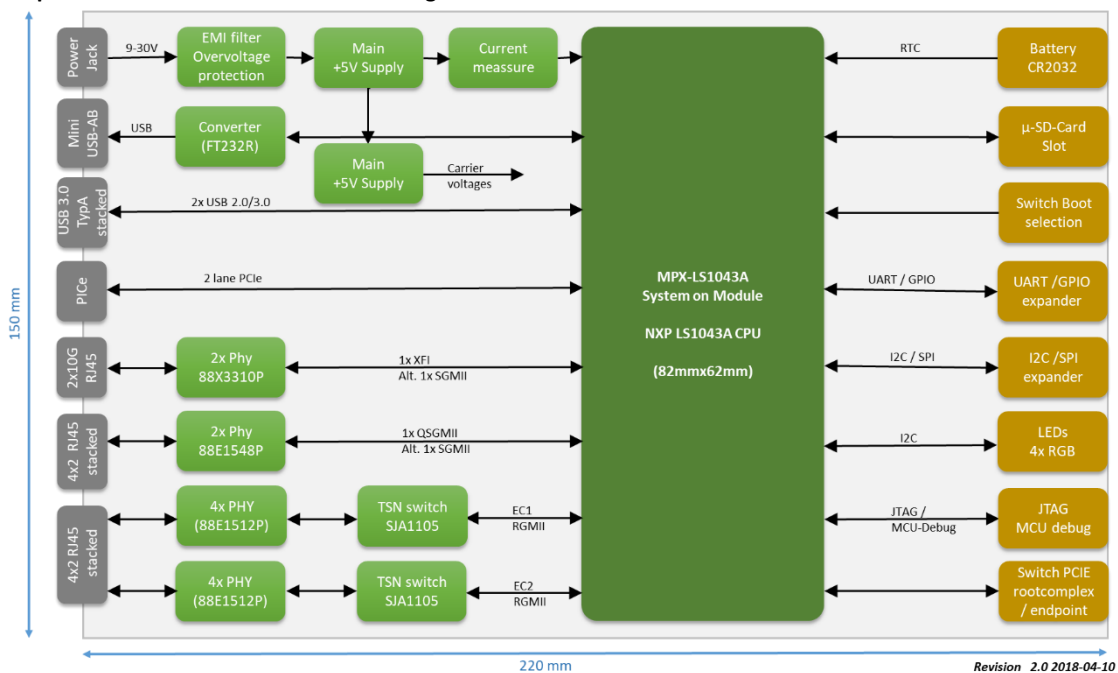 Power
Jack
9-30V
EMI filter
Overvoltage
protection
Main
+5V Supply
Current
meassure
RTC
Battery
CR2032
Mini
USB-AB
USB
Converter
(FT232R)
Main
+5V Supply
Carrier
voltages
µ-SD-Card
Slot
USB 3.0
TypA
stacked
2x USB 2.0/3.0
Switch Boot
selection
PICe
2 lane PCIe
MPX-LS1043A
System on Module
NXP LS1043A CPU
(82mmx62mm)
UART / GPIO
UART /GPIO
expander
2x10G
RJ45
2x Phy
88X3310P
1x XFI
Alt. 1x SGMII
I2C / SPI
I2C /SPI
expander
4x2 RJ45
stacked
2x Phy
88E1548P
1x QSGMII
Alt. 1x SGMII
I2C
LEDs
4x RGB
4x2 RJ45
stacked
4x PHY
(88E1512P)
TSN switch
SJA1105
EC1
RGMII
JTAG /
MCU-Debug
JTAG
MCU debug
4x PHY
(88E1512P)
TSN switch
SJA1105
EC2
RGMII
Switch PCIE
rootcomplex
/ endpoint
150 mm
220 mm
Revision 2.0 2018-04-10